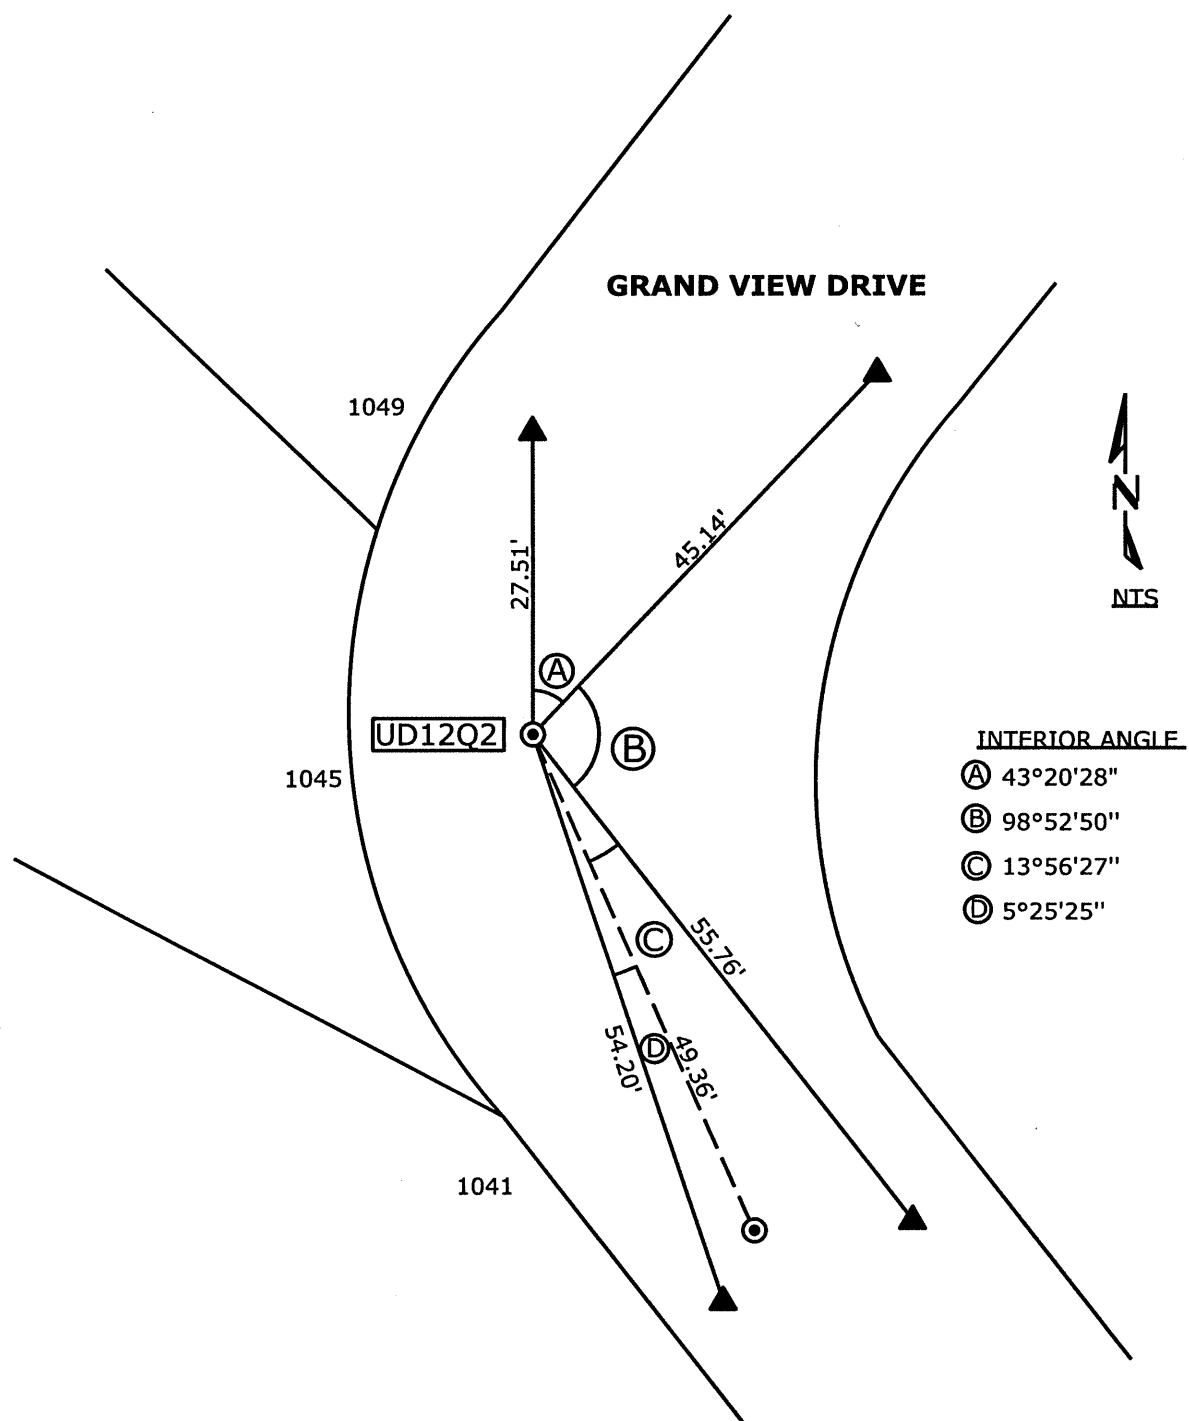 GRAND VIEW DRIVE
1049
45.14'
27.51'
N
NTS
A
UD12Q2
B
1045
INTERIOR ANGLE
A 43°20'28"
B 98°52'50"
C 13°56'27"
D 5°25'25"
C
55.76'
54.20'
D
49.36'
1041